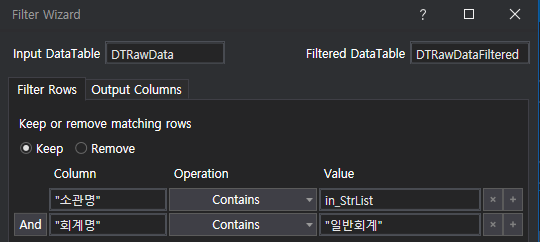 Filter Wizard ?
Input DataTable DTRawData Filtered DataTable DTRawDataFiltered
Filter Rows Output Columns
Keep or remove matching rows
Keep Remove
Column Operation Value
"소관명" Contains in_StrList × +
And "회계명" Contains "일반회계" × +